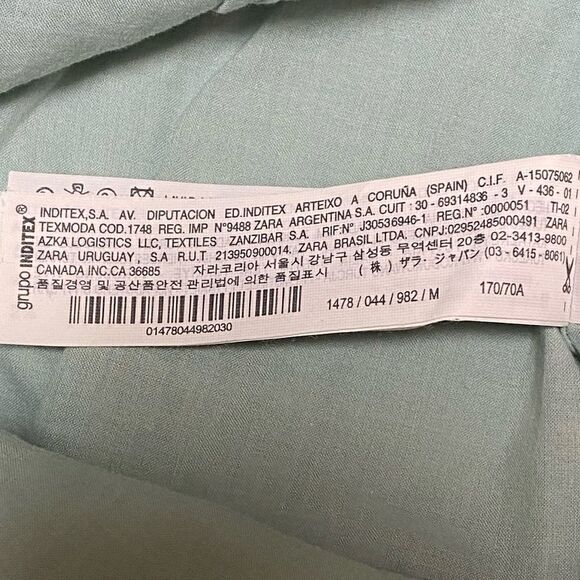 grupo INDITEX®
INDITEX,S.A. AV. DIPUTACION ED.INDITEX ARTEIXO A CORUÑA (SPAIN) C.I.F. A-15075062
TEXMODA COD.1748 REG. IMP N°9488 ZARA ARGENTINA S.A. CUIT : 30 - 69314836 - 3 V - 436 - 01
AZKA LOGISTICS LLC, TEXTILES ZANZIBAR S.A. RIF:N° J30536946-1 REG.N° :0000051 TI-02
ZARA URUGUAY, S.A R.U.T 213950900014, ZARA BRASIL LTDA. CNPJ:02952485000491 ZARA
CANADA INC.CA 36685 자라코리아 서울시 강남구 삼성동 무역센터 20층 02-3413-9800
품질경영 및 공산품안전 관리법에 의한 품질표시 (株) ザラ・ジャパン (03 - 6415 - 8061)
01478044982030
1478 / 044 / 982 / M
170/70A